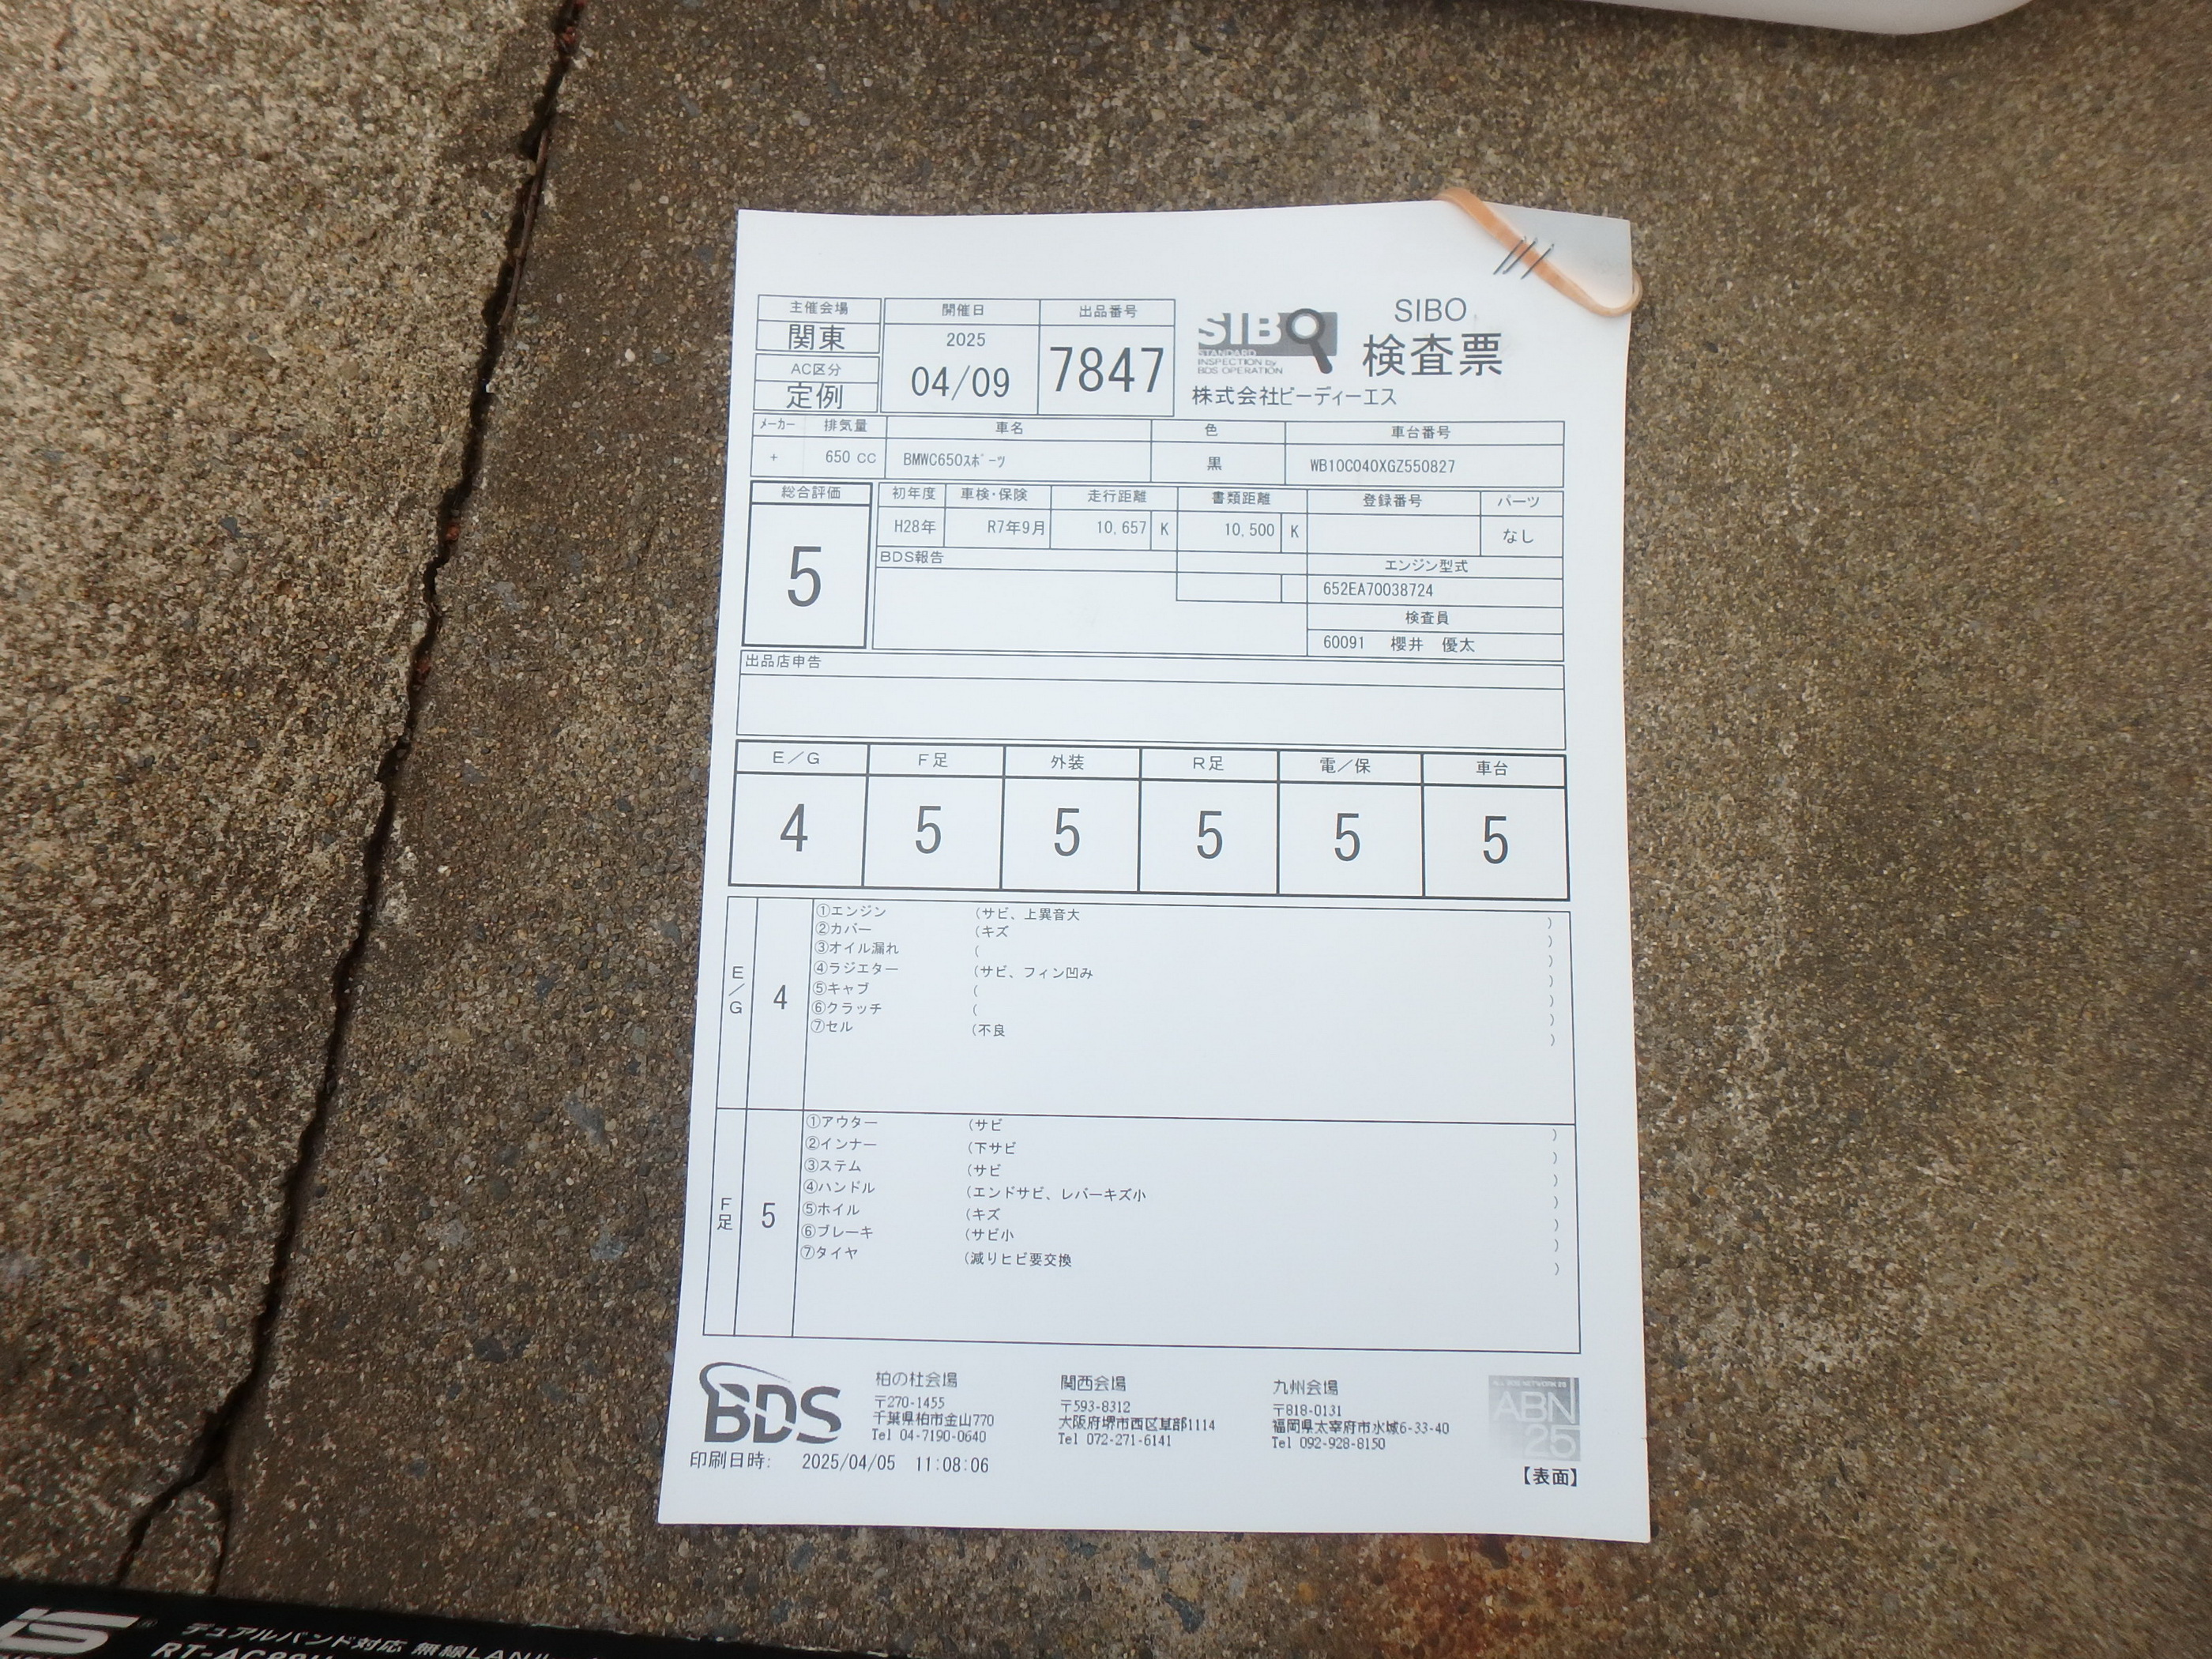 主催会場 開催日 出品番号
関東 2025 04/09 7847
AC区分
定例
SIBO
STANDARD
INSPECTION by
BDS OPERATION
SIBO
検査票
株式会社ビーディーエス
メーカー 排気量 車名 色 車台番号
+ 650 CC BMWC650スポーツ 黒 WB10C040XGZ550827
総合評価 初年度 車検・保険 走行距離 書類距離 登録番号 パーツ
5 H28年 R7年9月 10,657 K 10,500 K なし
BDS報告 エンジン型式
652EA70038724
検査員
60091 櫻井 優太
出品店申告
E/G F足 外装 R足 電/保 車台
4 5 5 5 5 5
E/G 4
①エンジン (サビ、上異音大 )
②カバー (キズ )
③オイル漏れ ( )
④ラジエター (サビ、フィン凹み )
⑤キャブ ( )
⑥クラッチ ( )
⑦セル (不良 )
F足 5
①アウター (サビ )
②インナー (下サビ )
③ステム (サビ )
④ハンドル (エンドサビ、レバーキズ小 )
⑤ホイル (キズ )
⑥ブレーキ (サビ小 )
⑦タイヤ (減りヒビ要交換 )
BDS
柏の杜会場
〒270-1455
千葉県柏市金山770
Tel 04-7190-0640
関西会場
〒593-8312
大阪府堺市西区草部1114
Tel 072-271-6141
九州会場
〒818-0131
福岡県太宰府市水城6-33-40
Tel 092-928-8150
ABN
25
印刷日時: 2025/04/05 11:08:06
【表面】
デュアルバンド対応 無線LAN